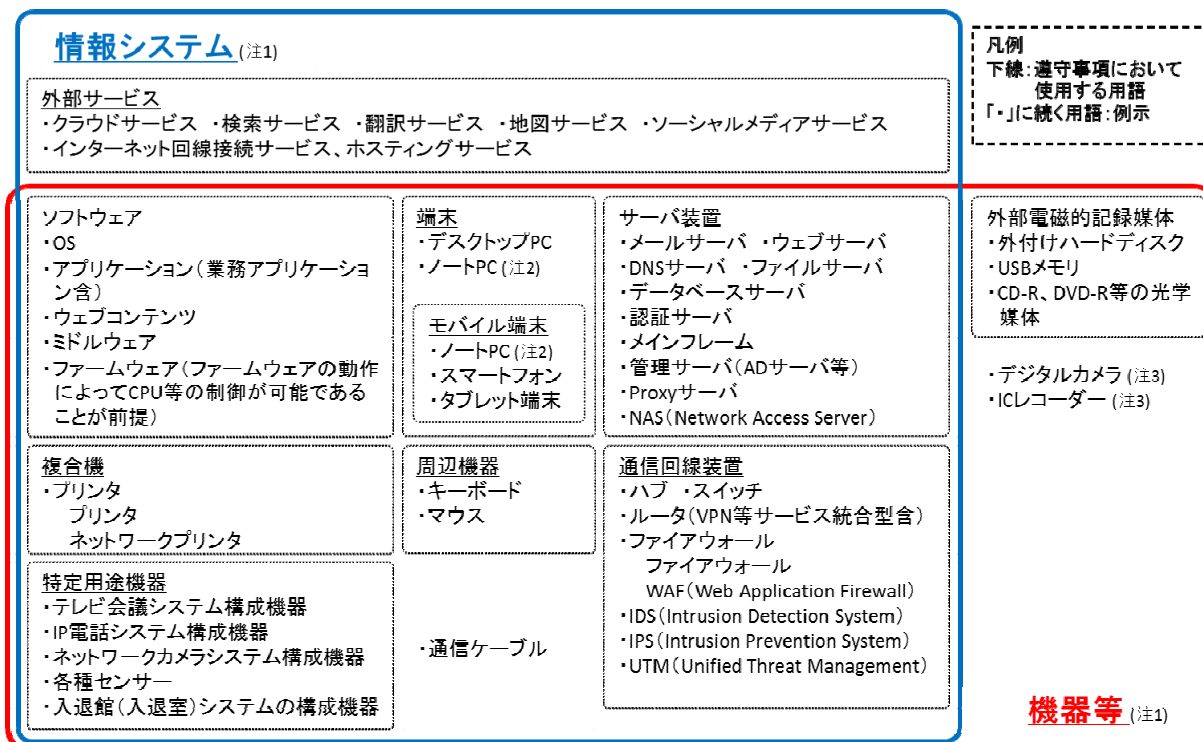 情報システム(注1)
外部サービス
・クラウドサービス ・検索サービス ・翻訳サービス ・地図サービス ・ソーシャルメディアサービス
・インターネット回線接続サービス、ホスティングサービス
凡例
下線：遵守事項において
使用する用語
「・」に続く用語：例示
ソフトウェア
・OS
・アプリケーション（業務アプリケーショ
ン含）
・ウェブコンテンツ
・ミドルウェア
・ファームウェア（ファームウェアの動作
によってCPU等の制御が可能である
ことが前提）
端末
・デスクトップPC
・ノートPC (注2)
モバイル端末
・ノートPC (注2)
・スマートフォン
・タブレット端末
サーバ装置
・メールサーバ ・ウェブサーバ
・DNSサーバ ・ファイルサーバ
・データベースサーバ
・認証サーバ
・メインフレーム
・管理サーバ（ADサーバ等）
・Proxyサーバ
・NAS（Network Access Server）
外部電磁的記録媒体
・外付けハードディスク
・USBメモリ
・CD-R、DVD-R等の光学
媒体
・デジタルカメラ (注3)
・ICレコーダー (注3)
複合機
・プリンタ
プリンタ
ネットワークプリンタ
周辺機器
・キーボード
・マウス
通信回線装置
・ハブ ・スイッチ
・ルータ（VPN等サービス統合型含）
・ファイアウォール
ファイアウォール
WAF（Web Application Firewall）
・IDS（Intrusion Detection System）
・IPS（Intrusion Prevention System）
・UTM（Unified Threat Management）
特定用途機器
・テレビ会議システム構成機器
・IP電話システム構成機器
・ネットワークカメラシステム構成機器
・各種センサー
・入退館（入退室）システムの構成機器
・通信ケーブル
機器等(注1)